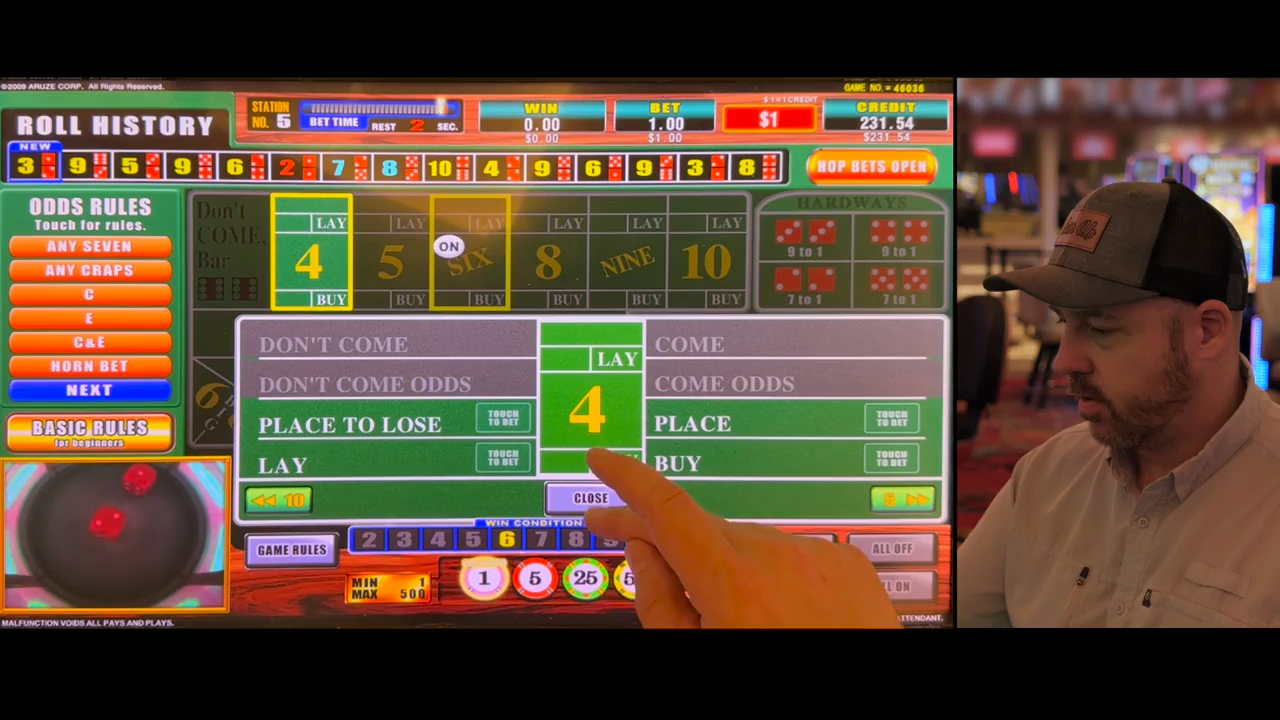 ©2009 ARUZE CORP. All Rights Reserved.
GAME NO.= 46036
ROLL HISTORY
STATION NO. 5
BET TIME
REST 2 SEC.
WIN
0.00
$0.00
BET
1.00
$1.00
$1=1CREDIT
$1
CREDIT
231.54
$231.54
NEW
3 9 5 9 6 2 7 8 10 4 9 6 9 3 8
HOP BETS OPEN
ODDS RULES
Touch for rules.
ANY SEVEN
ANY CRAPS
C
E
C&E
HORN BET
NEXT
BASIC RULES
for beginners
Don't
COME
Bar
LAY LAY LAY LAY LAY LAY
4 5 SIX 8 NINE 10
ON
BUY BUY BUY BUY BUY BUY
HARDWAYS
9 to 1 9 to 1
7 to 1 7 to 1
DON'T COME
DON'T COME ODDS
PLACE TO LOSE TOUCH TO BET
LAY TOUCH TO BET
LAY
4
COME
COME ODDS
PLACE TOUCH TO BET
BUY TOUCH TO BET
10
CLOSE
5
WIN CONDITION
2 3 4 5 6 7 8 9
GAME RULES
MIN 1
MAX 500
1 5 25
ALL OFF
MALFUNCTION VOIDS ALL PAYS AND PLAYS.
ATTENDANT.